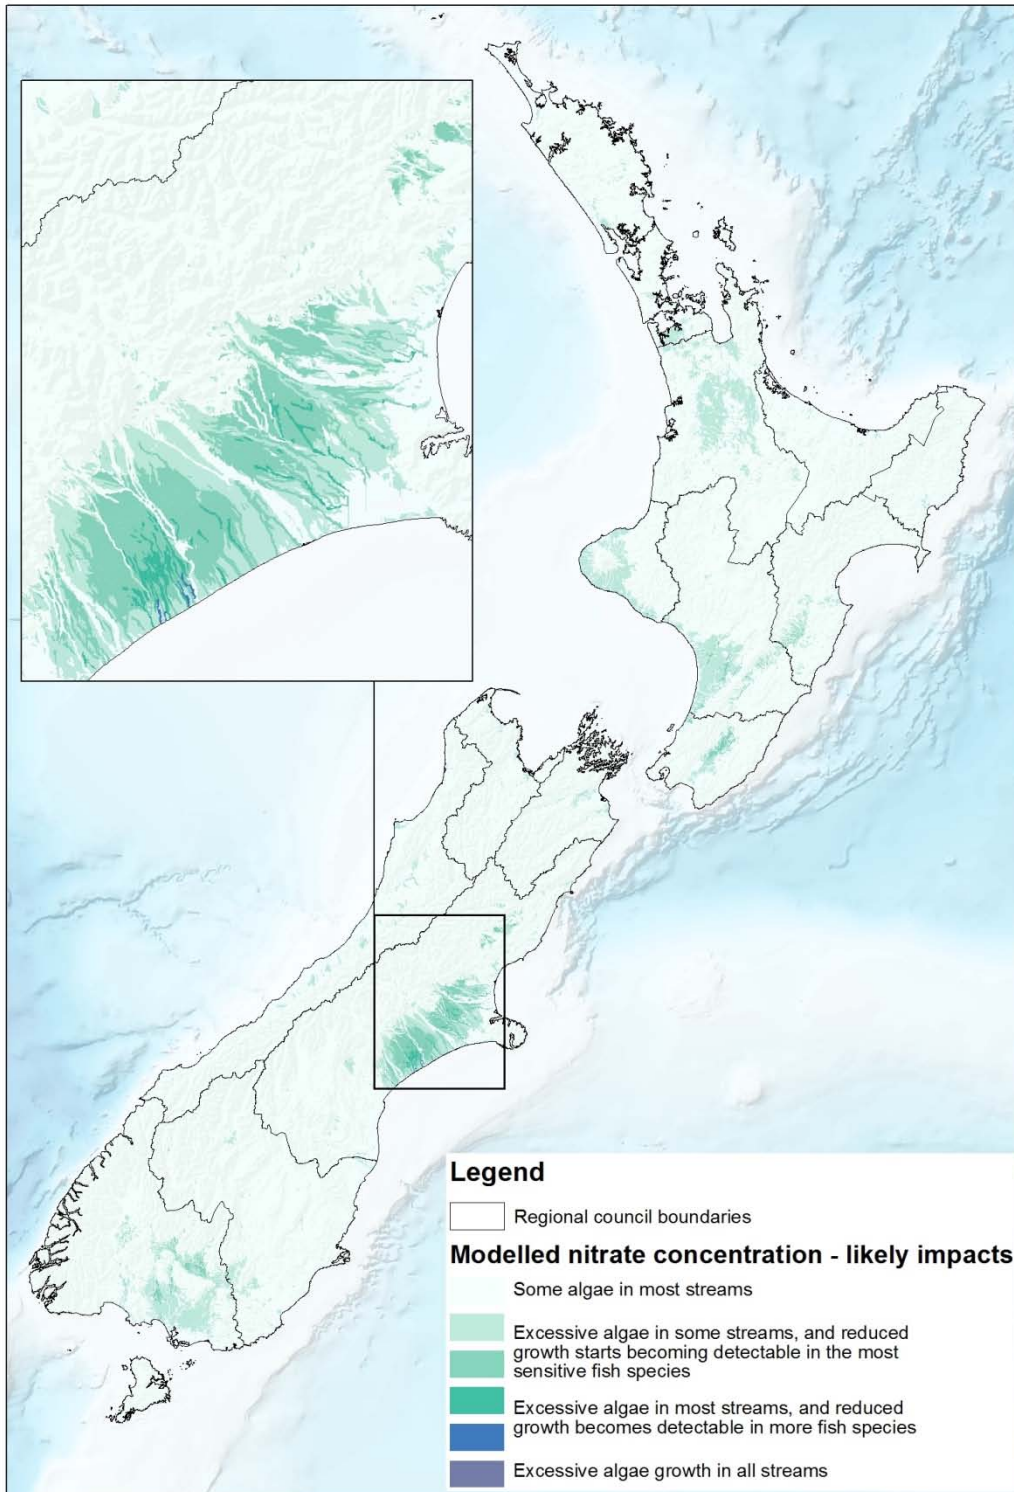 Legend
Regional council boundaries
Modelled nitrate concentration - likely impacts
Some algae in most streams
Excessive algae in some streams, and reduced
growth starts becoming detectable in the most
sensitive fish species
Excessive algae in most streams, and reduced
growth becomes detectable in more fish species
Excessive algae growth in all streams